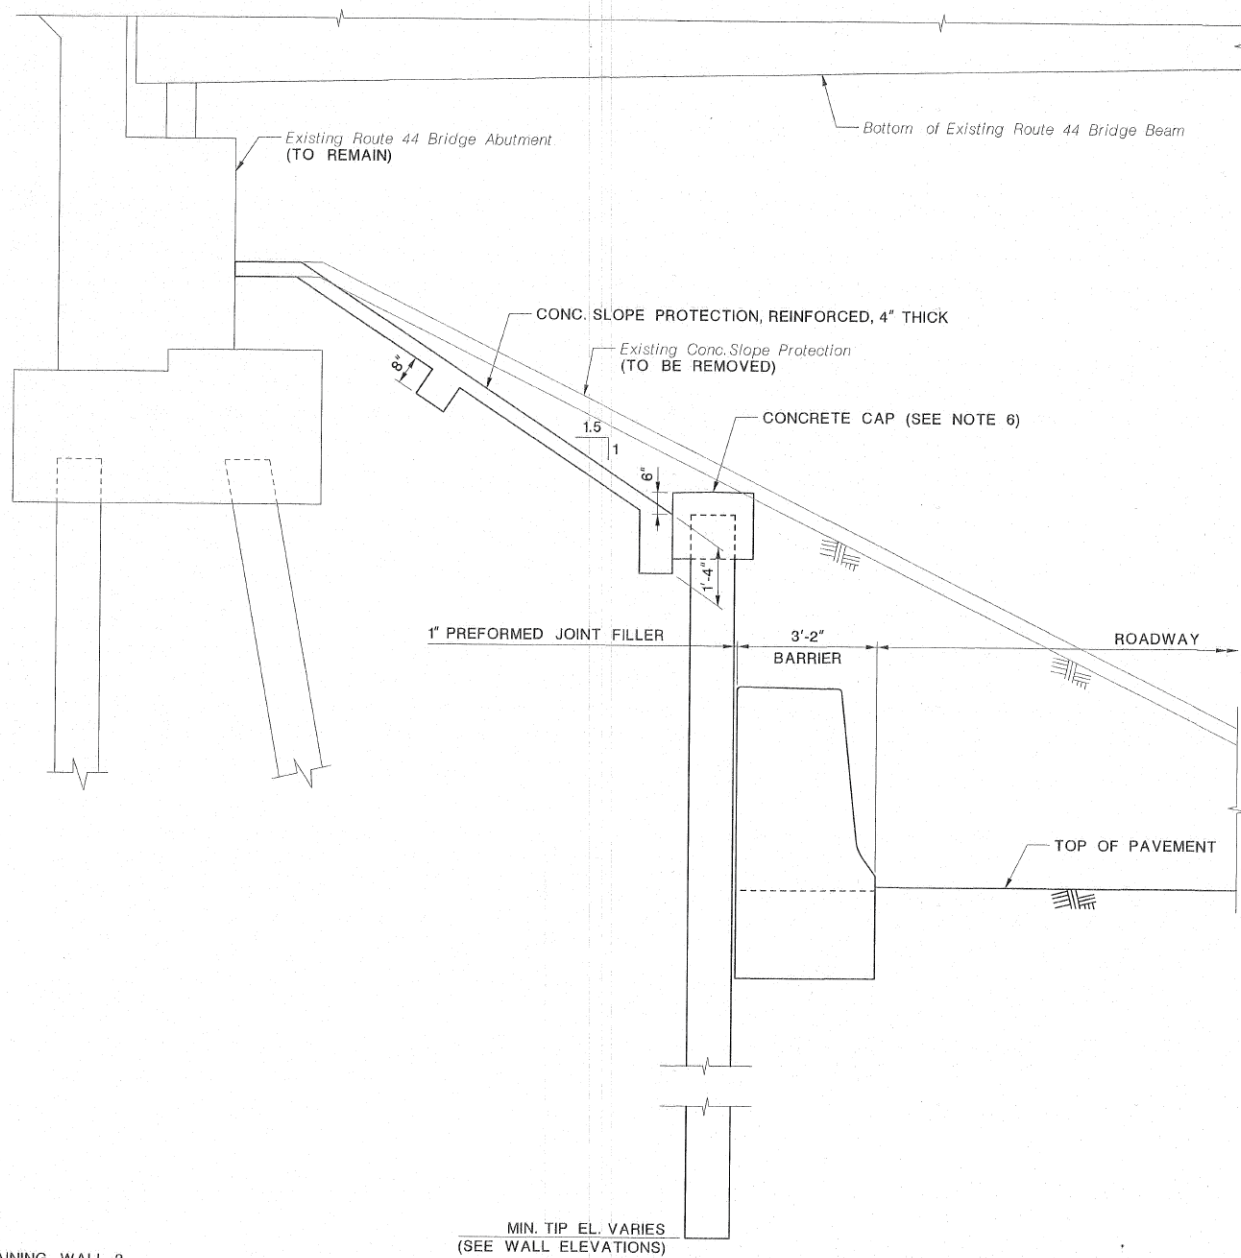 Existing Route 44 Bridge Abutment
(TO REMAIN)
Bottom of Existing Route 44 Bridge Beam
CONC. SLOPE PROTECTION, REINFORCED, 4" THICK
Existing Conc. Slope Protection
(TO BE REMOVED)
8"
CONCRETE CAP (SEE NOTE 6)
1.5
1
6"
1'-4"
1" PREFORMED JOINT FILLER
3'-2"
BARRIER
ROADWAY
TOP OF PAVEMENT
MIN. TIP EL. VARIES
(SEE WALL ELEVATIONS)